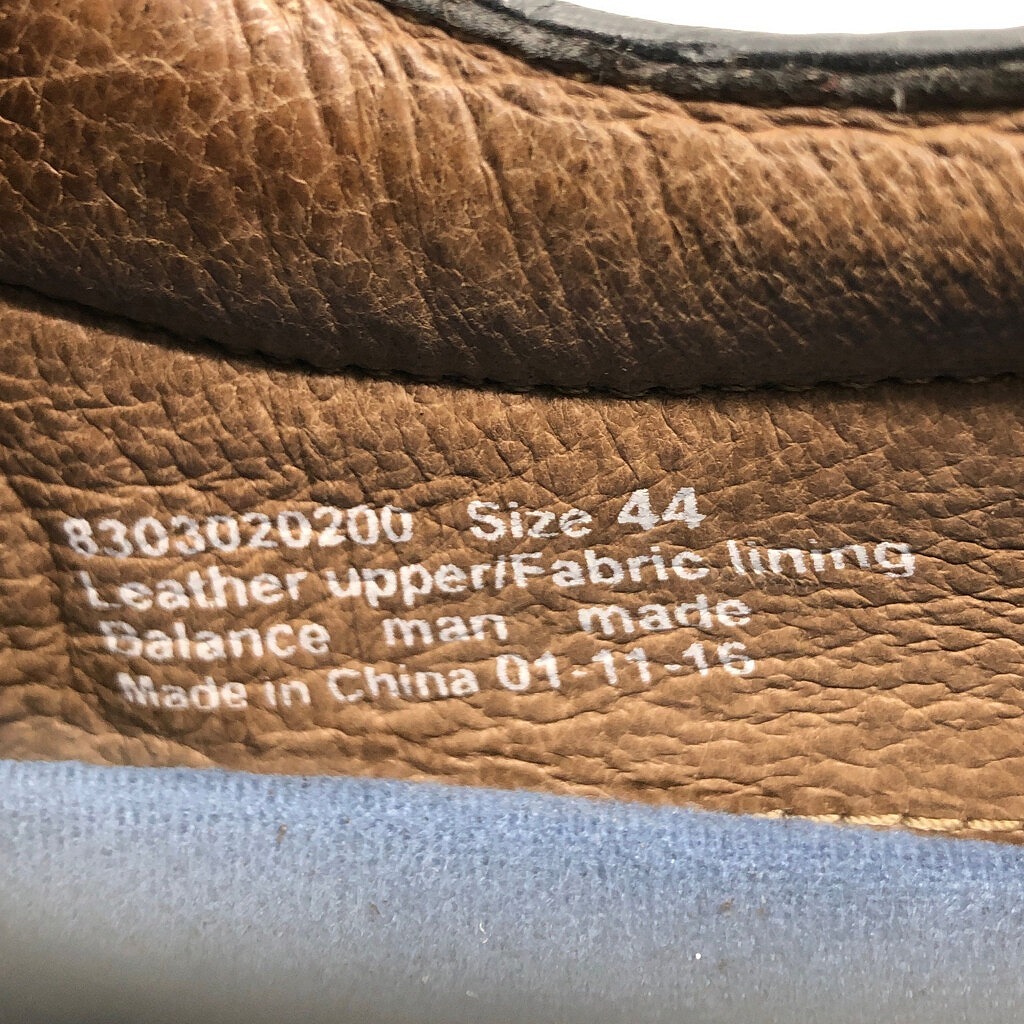 8303020200 Size 44
Leather upper/Fabric lining
Balance man made
Made in China 01-11-16